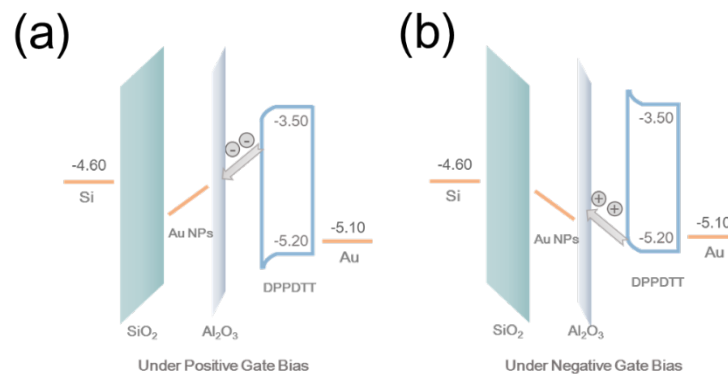 (a)
-3.50
-4.60
Si
Au NPs
-5.20
-5.10
Au
DPPDTT
SiO₂
Al₂O₃
Under Positive Gate Bias
(b)
-3.50
-4.60
Si
Au NPs
-5.20
-5.10
Au
DPPDTT
SiO₂
Al₂O₃
Under Negative Gate Bias